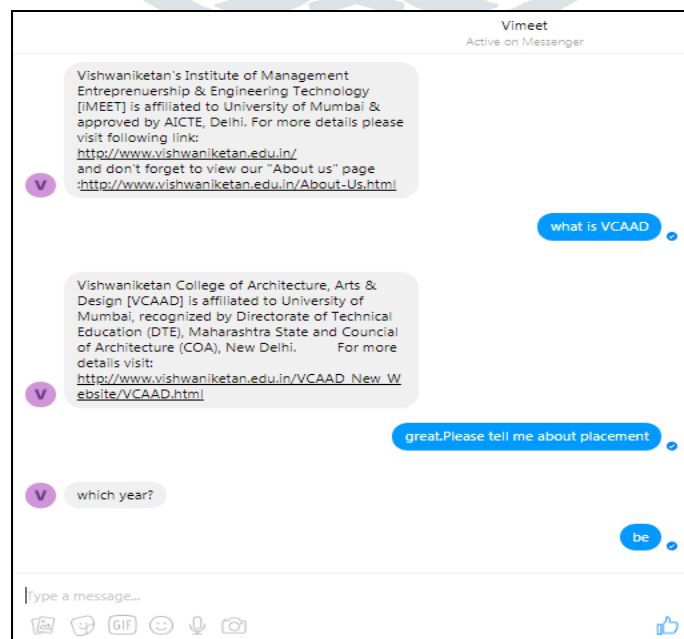 Vimeet
Active on Messenger
Vishwaniketan's Institute of Management
Entreprenuership & Engineering Technology
[iMEET] is affiliated to University of Mumbai &
approved by AICTE, Delhi. For more details please
visit following link:
http://www.vishwaniketan.edu.in/
and don't forget to view our "About us" page
:http://www.vishwaniketan.edu.in/About-Us.html
V
what is VCAAD
Vishwaniketan College of Architecture, Arts &
Design [VCAAD] is affiliated to University of
Mumbai, recognized by Directorate of Technical
Education (DTE), Maharashtra State and Councial
of Architecture (COA), New Delhi. For more
details visit:
http://www.vishwaniketan.edu.in/VCAAD_New_W
ebsite/VCAAD.html
V
great.Please tell me about placement
V
which year?
be
Type a message...
GIF